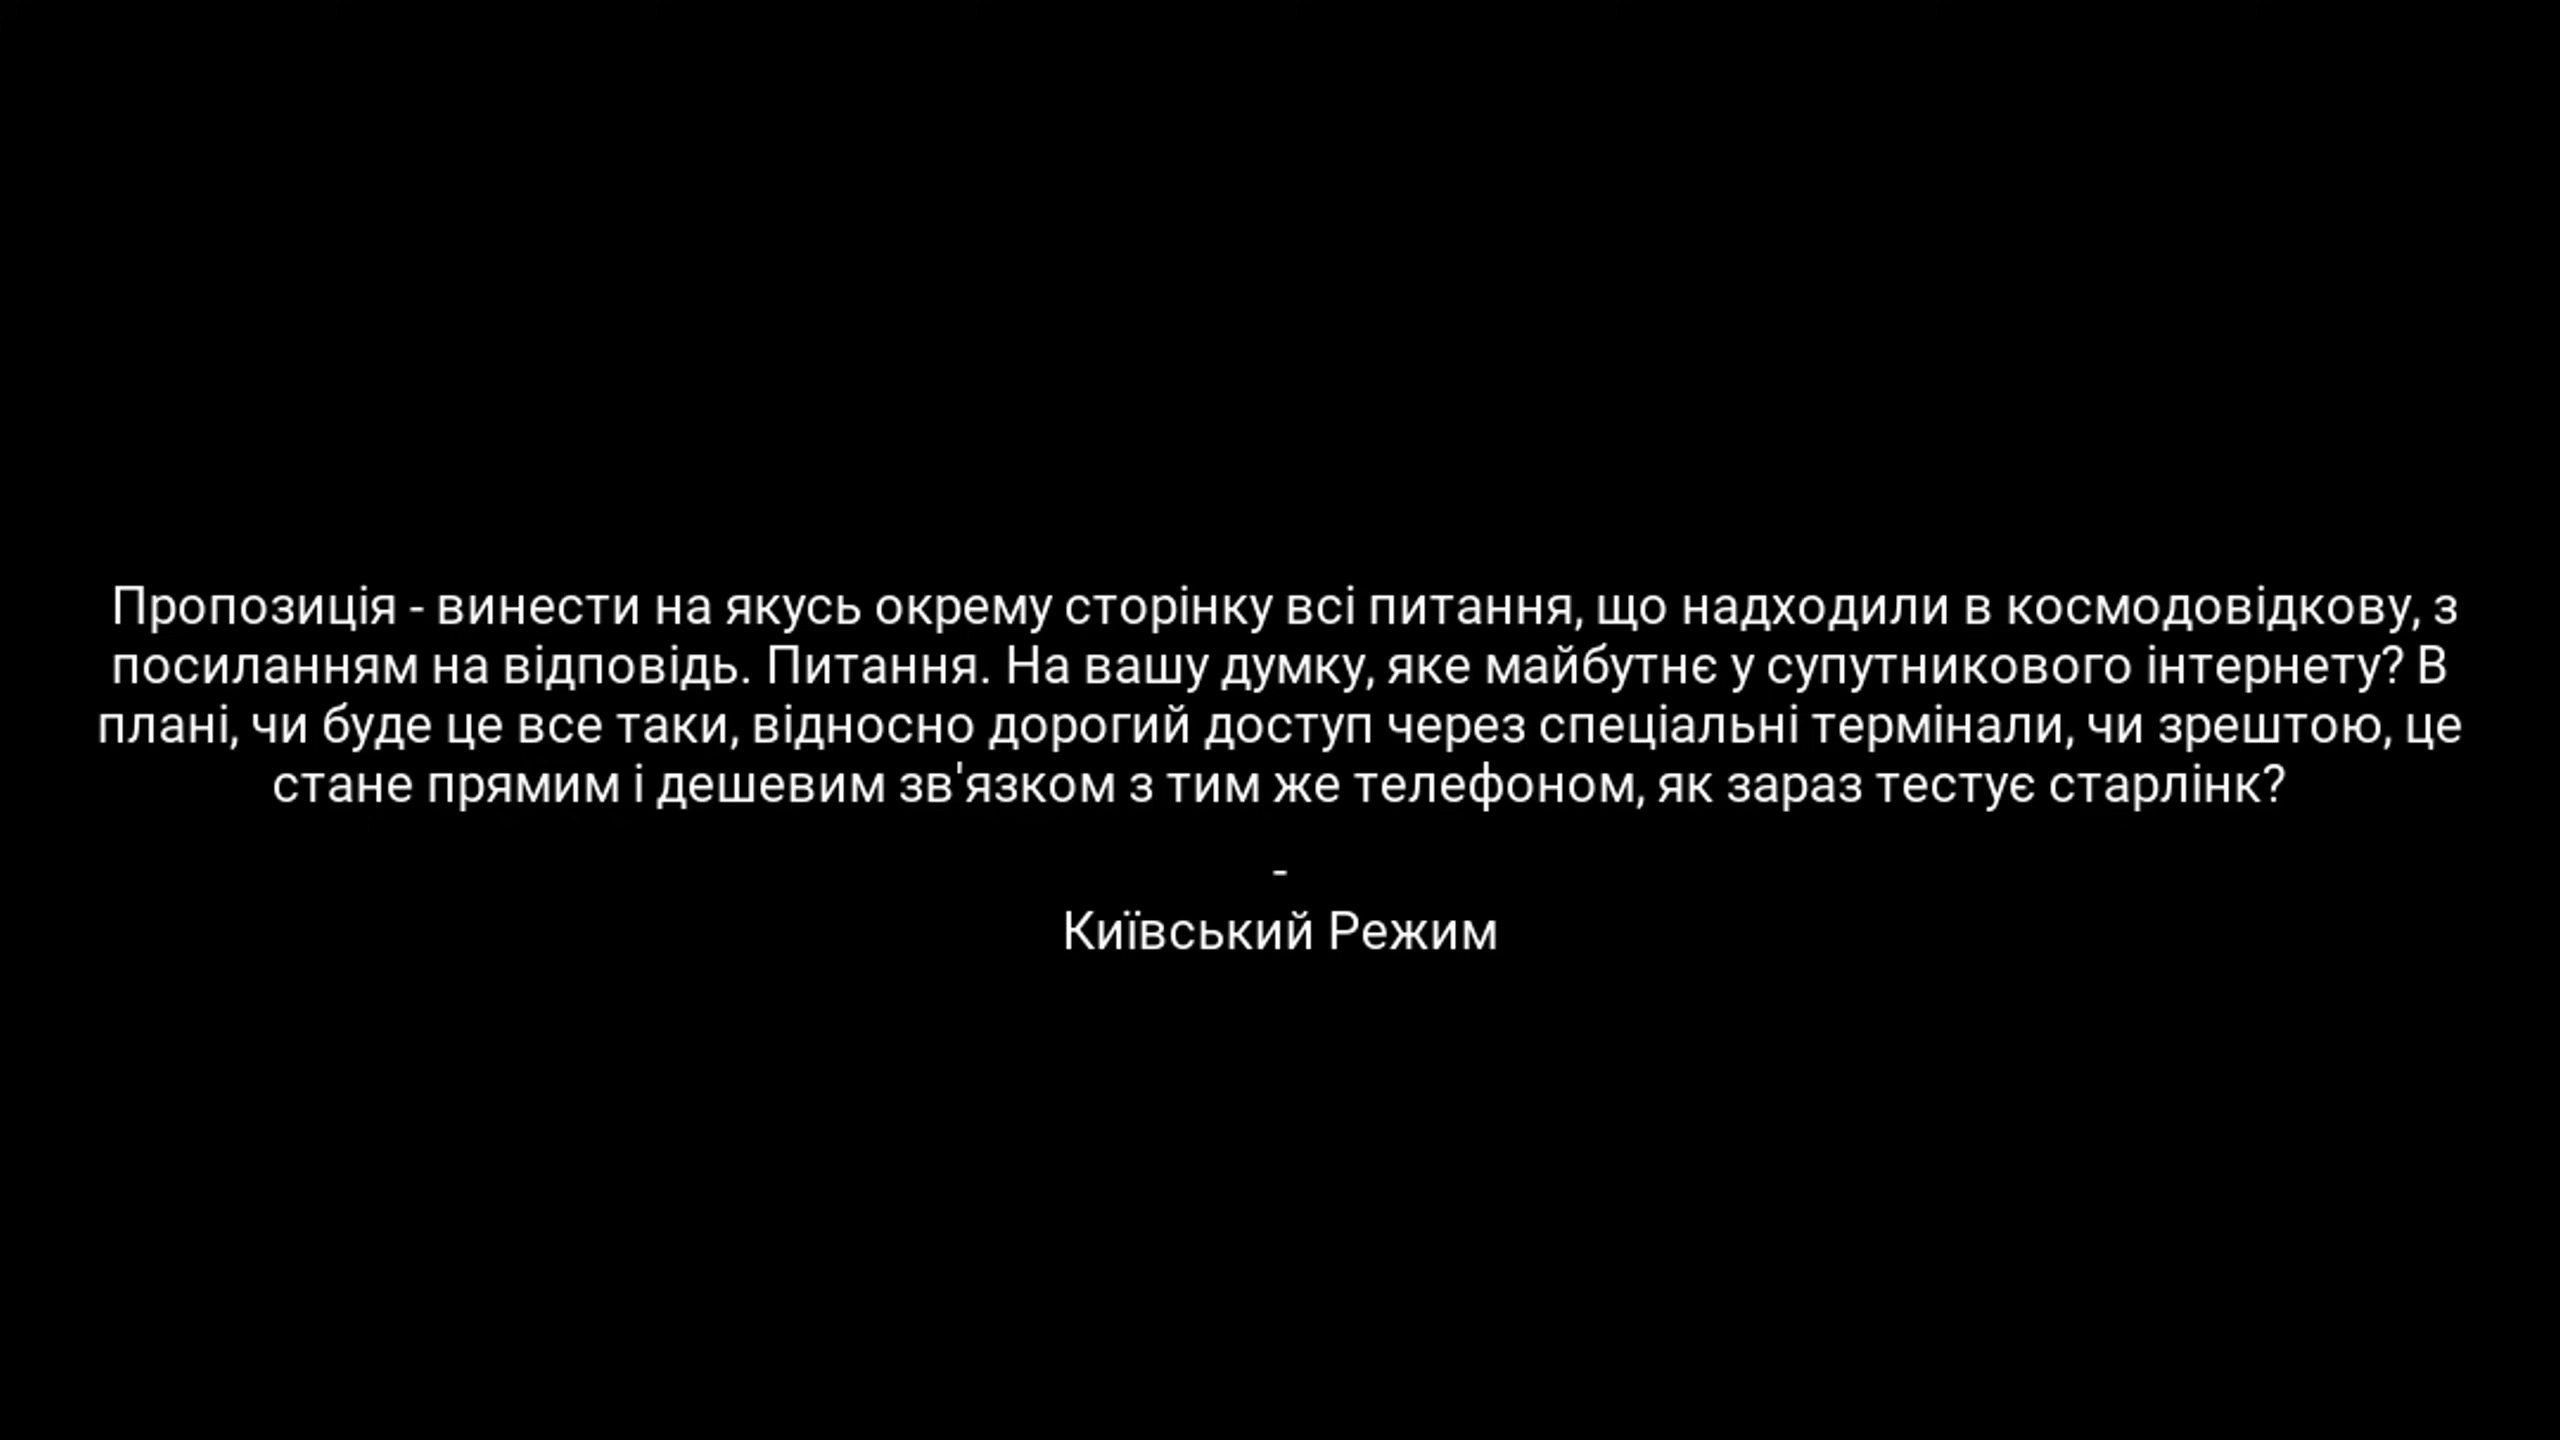 Пропозиція - винести на якусь окрему сторінку всі питання, що надходили в космодовідкову, з
посиланням на відповідь. Питання. На вашу думку, яке майбутнє у супутникового інтернету? В
плані, чи буде це все таки, відносно дорогий доступ через спеціальні термінали, чи зрештою, це
стане прямим і дешевим зв'язком з тим же телефоном, як зараз тестує старлінк?
-
Київський Режим